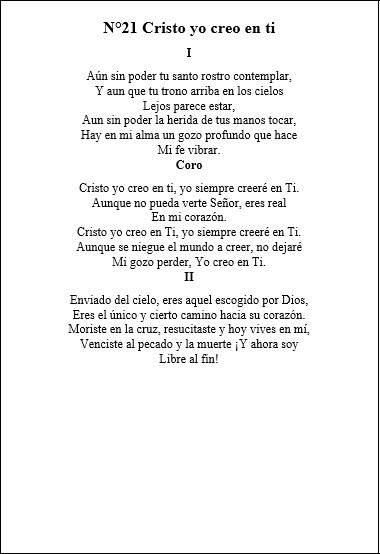 N°21 Cristo yo creo en ti
I
Aún sin poder tu santo rostro contemplar,
Y aun que tu trono arriba en los cielos
Lejos parece estar,
Aun sin poder la herida de tus manos tocar,
Hay en mi alma un gozo profundo que hace
Mi fe vibrar.
Coro
Cristo yo creo en ti, yo siempre creeré en Ti.
Aunque no pueda verte Señor, eres real
En mi corazón.
Cristo yo creo en Ti, yo siempre creeré en Ti.
Aunque se niegue el mundo a creer, no dejaré
Mi gozo perder, Yo creo en Ti.
II
Enviado del cielo, eres aquel escogido por Dios,
Eres el único y cierto camino hacia su corazón.
Moriste en la cruz, resucitaste y hoy vives en mí,
Venciste al pecado y la muerte ¡Y ahora soy
Libre al fín!